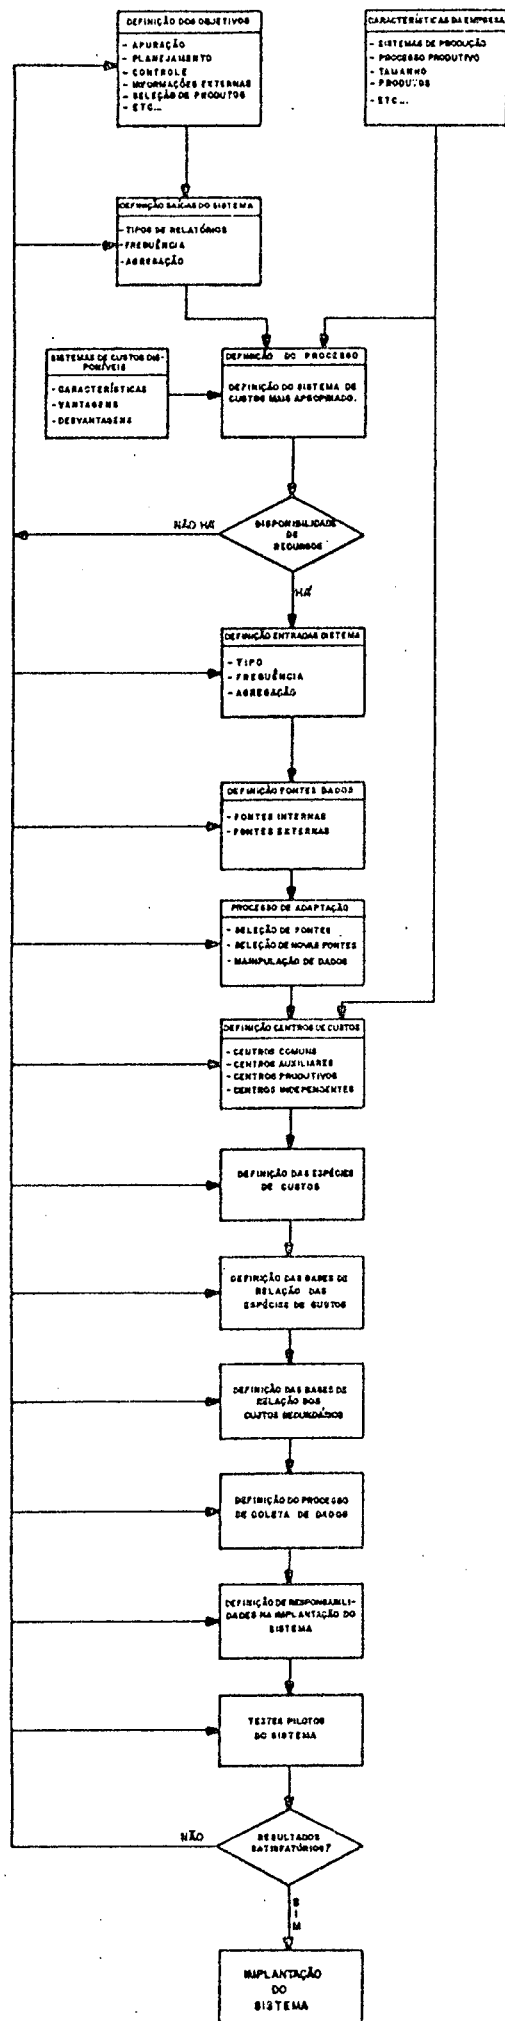 DEFINIÇÃO DOS OBJETIVOS
- APURAÇÃO
- PLANEJAMENTO
- CONTROLE
- INFORMAÇÕES EXTERNAS
- SELEÇÃO DE PRODUTOS
- ETC...
CARACTERÍSTICAS DA EMPRESA
- SISTEMAS DE PRODUÇÃO
- PROCESSO PRODUTIVO
- TAMANHO
- PRODUTOS
- ETC...
DEFINIÇÃO SAÍDAS DO SISTEMA
- TIPOS DE RELATÓRIOS
- FREQUÊNCIA
- AGREGAÇÃO
SISTEMAS DE CUSTOS DIS-
PONÍVEIS
- CARACTERÍSTICAS
- VANTAGENS
- DESVANTAGENS
DEFINIÇÃO DO PROCESSO
DEFINIÇÃO DO SISTEMA DE
CUSTOS MAIS APROPRIADO.
DISPONIBILIDADE
DE
RECURSOS
NÃO HÁ
HÁ
DEFINIÇÃO ENTRADAS SISTEMA
- TIPO
- FREQUÊNCIA
- AGREGAÇÃO
DEFINIÇÃO FONTES DADOS
- FONTES INTERNAS
- FONTES EXTERNAS
PROCESSO DE ADAPTAÇÃO
- SELEÇÃO DE FONTES
- SELEÇÃO DE NOVAS FONTES
- MANIPULAÇÃO DE DADOS
DEFINIÇÃO CENTROS DE CUSTOS
- CENTROS COMUNS
- CENTROS AUXILIARES
- CENTROS PRODUTIVOS
- CENTROS INDEPENDENTES
DEFINIÇÃO DAS ESPÉCIES
DE CUSTOS
DEFINIÇÃO DAS BASES DE
RELAÇÃO DAS
ESPÉCIES DE CUSTOS
DEFINIÇÃO DAS BASES DE
RELAÇÃO DOS
CUSTOS SECUNDÁRIOS
DEFINIÇÃO DO PROCESSO
DE COLETA DE DADOS
DEFINIÇÃO DE RESPONSABILI-
DADES NA IMPLANTAÇÃO DO
SISTEMA
TESTES PILOTOS
DO SISTEMA
RESULTADOS
SATISFATÓRIOS?
NÃO
SIM
IMPLANTAÇÃO
DO
SISTEMA